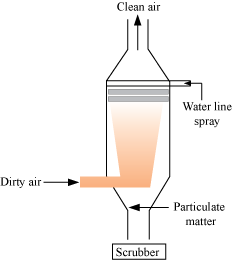 Clean air
Water line
spray
Dirty air
Particulate
matter
Scrubber